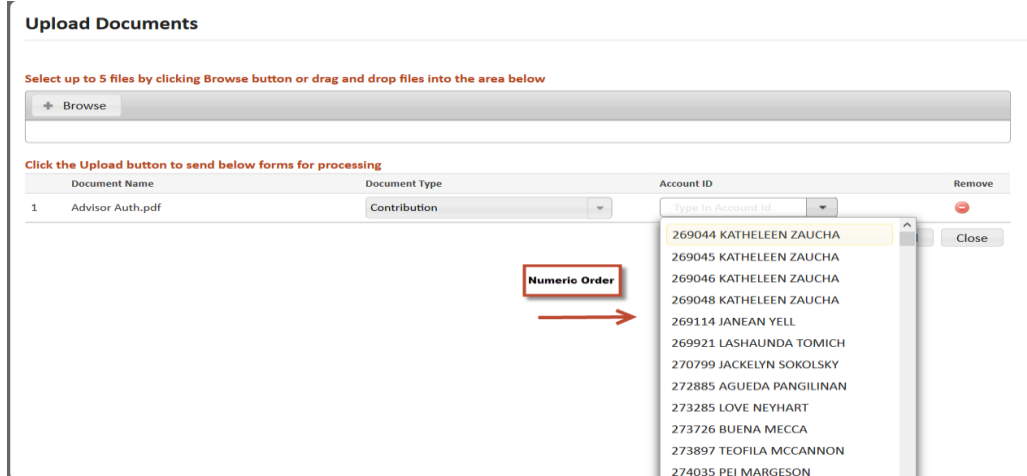 Upload Documents
Select up to 5 files by clicking Browse button or drag and drop files into the area below
+ Browse
Click the Upload button to send below forms for processing
Document Name Document Type Account ID Remove
1 Advisor Auth.pdf Contribution Type In Account Id
Close
Numeric Order
269044 KATHELEEN ZAUCHA
269045 KATHELEEN ZAUCHA
269046 KATHELEEN ZAUCHA
269048 KATHELEEN ZAUCHA
269114 JANEAN YELL
269921 LASHAUNDA TOMICH
270799 JACKELYN SOKOLSKY
272885 AGUEDA PANGILINAN
273285 LOVE NEYHART
273726 BUENA MECCA
273897 TEOFILA MCCANNON
274035 PEI MARGESON